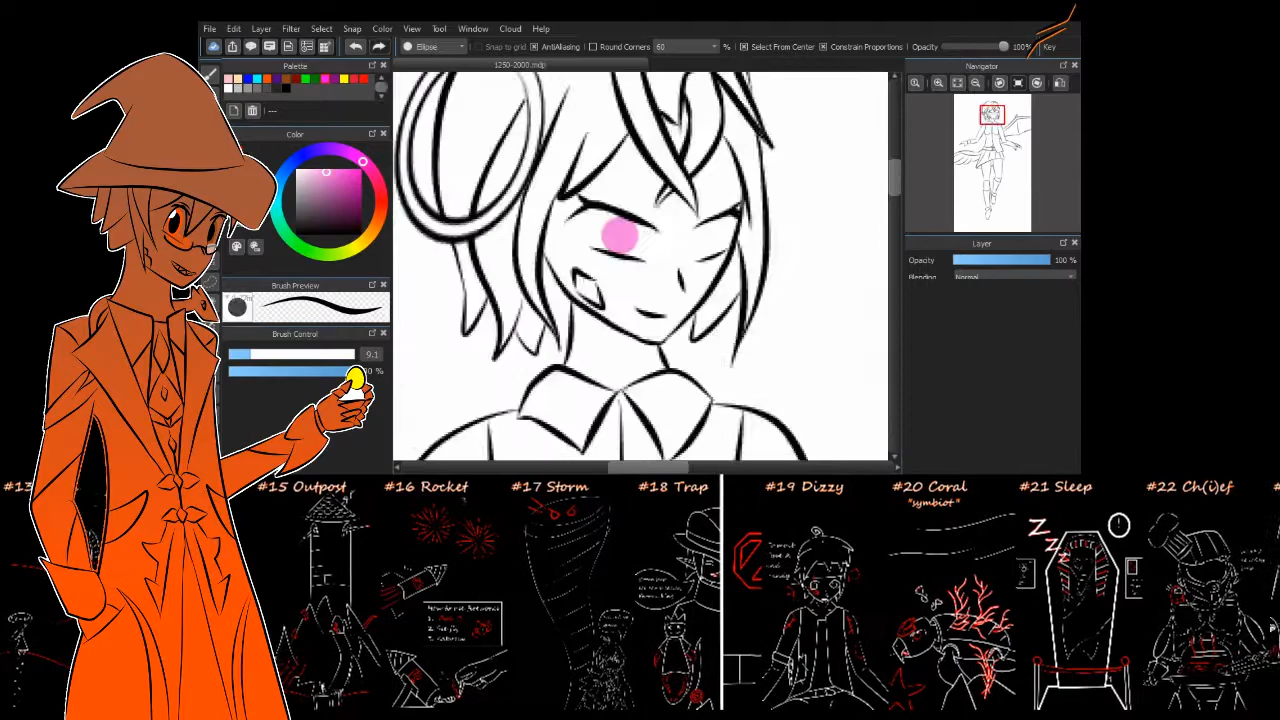 File Edit Layer Filter Select Snap Color View Tool Window Cloud Help
Ellipse Snap to grid AntiAliasing Round Corners 60 % Select From Center Constrain Proportions Opacity 100% Key
Palette
1250-2000.mdp
Navigator
---
Color
Layer
Opacity 100 %
Blending Normal
Brush Preview
Brush Control
9.1
%
#13
#15 Outpost
#16 Rocket
#17 Storm
#18 Trap
#19 Dizzy
#20 Coral
"symbiot"
#21 Sleep
#22 Ch(i)ef
Z
Z
Z
!